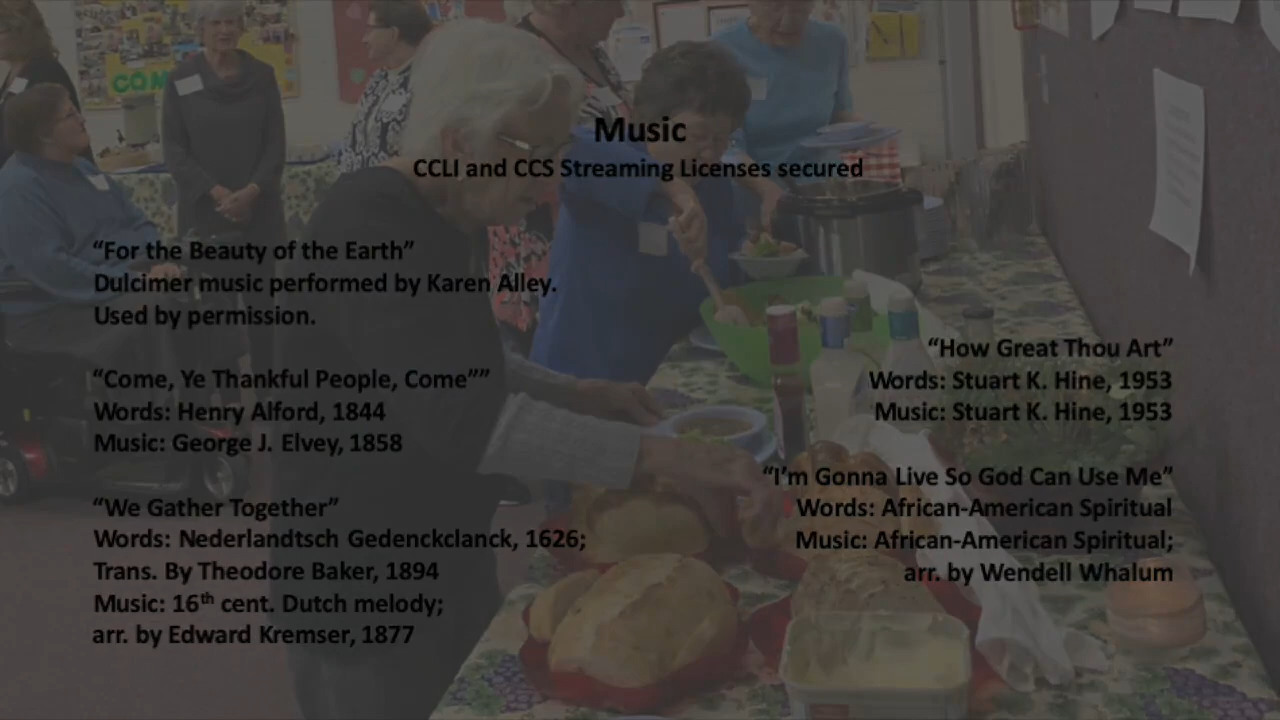 COM
Music
CCLI and CCS Streaming Licenses secured
“For the Beauty of the Earth”
Dulcimer music performed by Karen Alley.
Used by permission.
“Come, Ye Thankful People, Come””
Words: Henry Alford, 1844
Music: George J. Elvey, 1858
“We Gather Together”
Words: Nederlandtsch Gedenckclanck, 1626;
Trans. By Theodore Baker, 1894
Music: 16th cent. Dutch melody;
arr. by Edward Kremser, 1877
“How Great Thou Art”
Words: Stuart K. Hine, 1953
Music: Stuart K. Hine, 1953
“I’m Gonna Live So God Can Use Me”
Words: African-American Spiritual
Music: African-American Spiritual;
arr. by Wendell Whalum